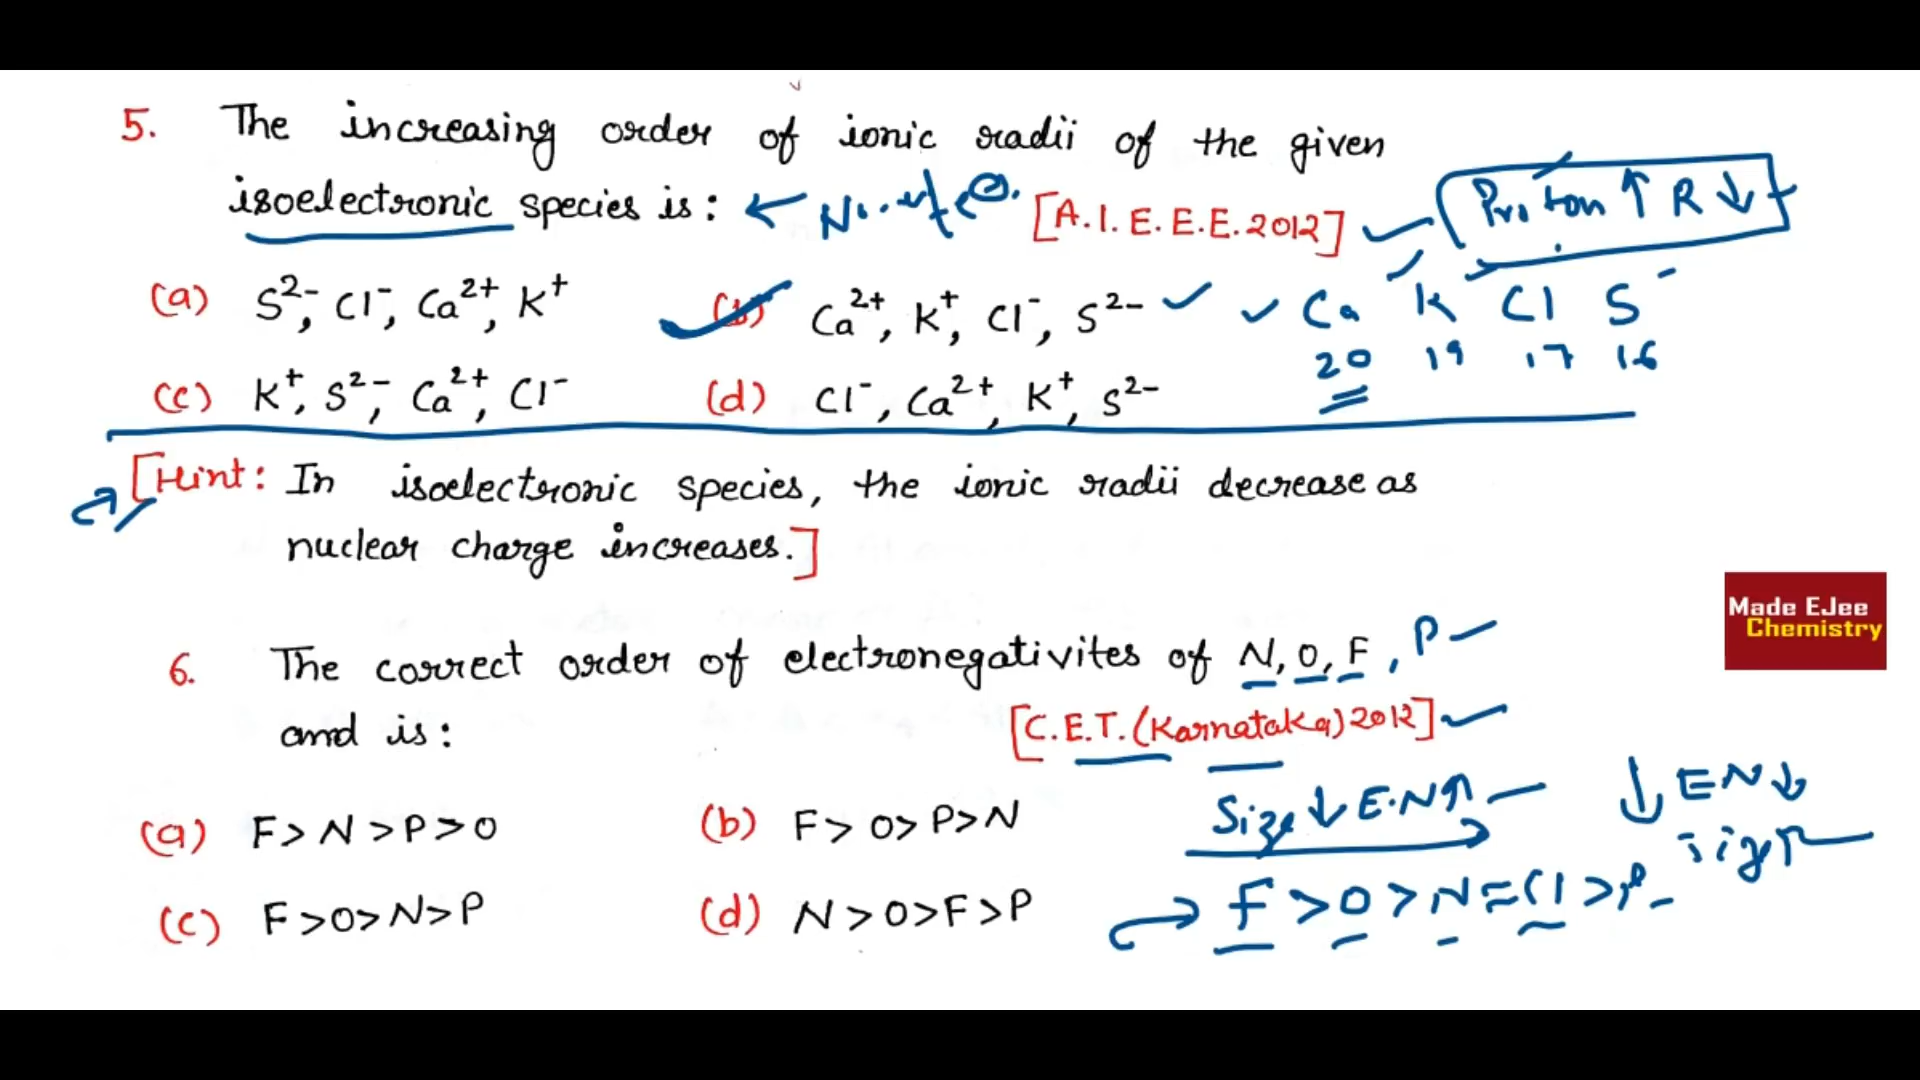 5. The increasing order of ionic radii of the given
isoelectronic species is: ← No. of e⊖. [A.I.E.E.E.2012] Proton ↑ R ↓
(a) S²⁻, Cl⁻, Ca²⁺, K⁺ (b) Ca²⁺, K⁺, Cl⁻, S²⁻ ✓ ✓ Ca K Cl S
20 19 17 16
(c) K⁺, S²⁻, Ca²⁺, Cl⁻ (d) Cl⁻, Ca²⁺, K⁺, S²⁻
[Hint: In isoelectronic species, the ionic radii decrease as
nuclear charge increases.]
Made EJee
Chemistry
6. The correct order of electronegativites of N, O, F, P
and is: [C.E.T. (Karnataka) 2012]
Size ↓ E.N↑ ↓ EN↓
(a) F > N > P > O (b) F > O > P > N
(c) F > O > N > P (d) N > O > F > P → F > O > N = Cl > P